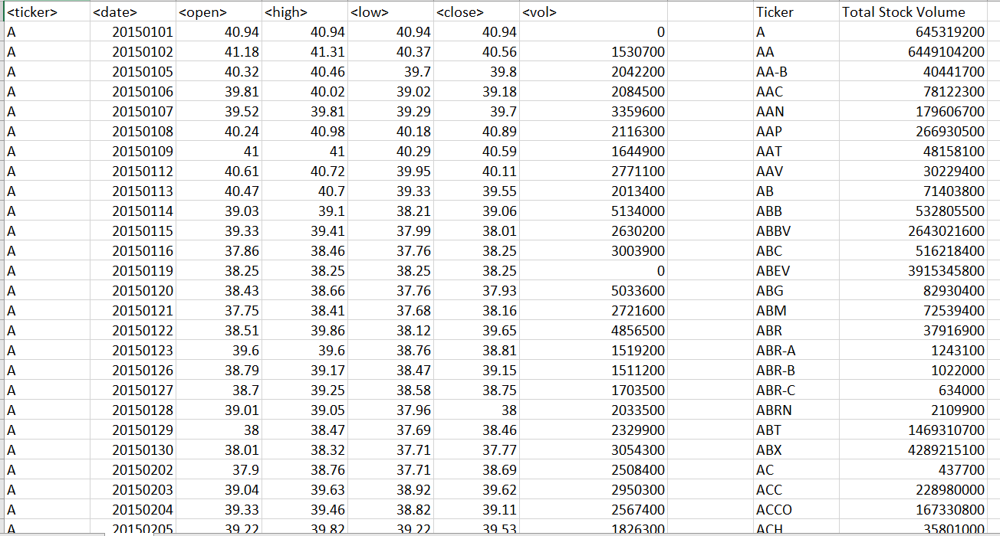 <ticker> <date> <open> <high> <low> <close> <vol> Ticker Total Stock Volume
A 20150101 40.94 40.94 40.94 40.94 0 A 645319200
A 20150102 41.18 41.31 40.37 40.56 1530700 AA 6449104200
A 20150105 40.32 40.46 39.7 39.8 2042200 AA-B 40441700
A 20150106 39.81 40.02 39.02 39.18 2084500 AAC 78122300
A 20150107 39.52 39.81 39.29 39.7 3359600 AAN 179606700
A 20150108 40.24 40.98 40.18 40.89 2116300 AAP 266930500
A 20150109 41 41 40.29 40.59 1644900 AAT 48158100
A 20150112 40.61 40.72 39.95 40.11 2771100 AAV 30229400
A 20150113 40.47 40.7 39.33 39.55 2013400 AB 71403800
A 20150114 39.03 39.1 38.21 39.06 5134000 ABB 532805500
A 20150115 39.33 39.41 37.99 38.01 2630200 ABBV 2643021600
A 20150116 37.86 38.46 37.76 38.25 3003900 ABC 516218400
A 20150119 38.25 38.25 38.25 38.25 0 ABEV 3915345800
A 20150120 38.43 38.66 37.76 37.93 5033600 ABG 82930400
A 20150121 37.75 38.41 37.68 38.16 2721600 ABM 72539400
A 20150122 38.51 39.86 38.12 39.65 4856500 ABR 37916900
A 20150123 39.6 39.6 38.76 38.81 1519200 ABR-A 1243100
A 20150126 38.79 39.17 38.47 39.15 1511200 ABR-B 1022000
A 20150127 38.7 39.25 38.58 38.75 1703500 ABR-C 634000
A 20150128 39.01 39.05 37.96 38 2033500 ABRN 2109900
A 20150129 38 38.47 37.69 38.46 2329900 ABT 1469310700
A 20150130 38.01 38.32 37.71 37.77 3054300 ABX 4289215100
A 20150202 37.9 38.76 37.71 38.69 2508400 AC 437700
A 20150203 39.04 39.63 38.92 39.62 2950300 ACC 228980000
A 20150204 39.33 39.46 38.82 39.11 2567400 ACCO 167330800
A 20150205 39.22 39.82 39.22 39.53 1826300 ACH 35801000